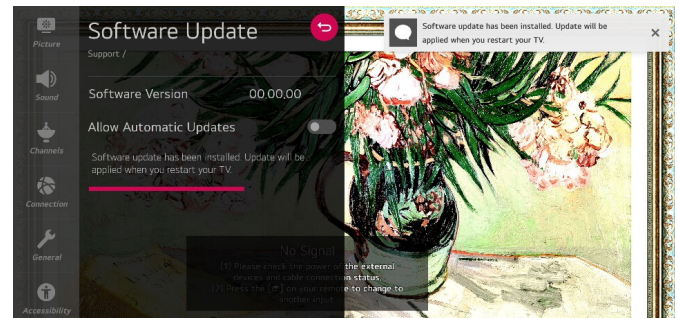 Picture
Sound
Channels
Connection
General
Accessibility
Software Update
Support /
Software Version 00.00.00
Allow Automatic Updates
Software update has been installed. Update will be
applied when you restart your TV.
Software update has been installed. Update will be
applied when you restart your TV.
No Signal
[1] Please check the power of the external
devices and cable connection status.
[2] Press the [ ] on your remote to change to
another input.